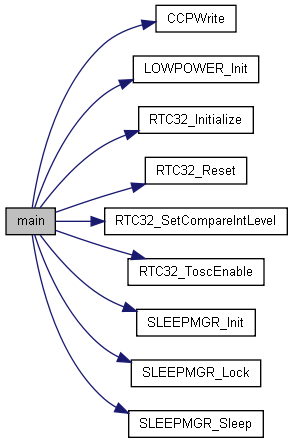 CCPWrite
LOWPOWER_Init
RTC32_Initialize
RTC32_Reset
main
RTC32_SetCompareIntLevel
RTC32_ToscEnable
SLEEPMGR_Init
SLEEPMGR_Lock
SLEEPMGR_Sleep